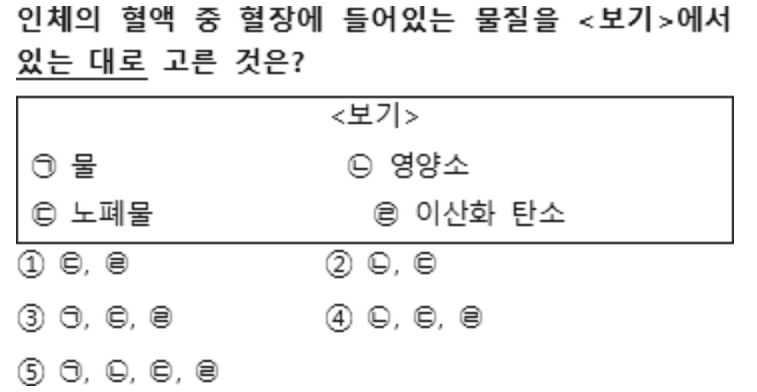 인체의 혈액 중 혈장에 들어있는 물질을 <보기>에서
있는 대로 고른 것은?
<보기>
㉠ 물 ㉡ 영양소
㉢ 노폐물 ㉣ 이산화 탄소
① ㉢, ㉣ ② ㉡, ㉢
③ ㉠, ㉢, ㉣ ④ ㉡, ㉢, ㉣
⑤ ㉠, ㉡, ㉢, ㉣